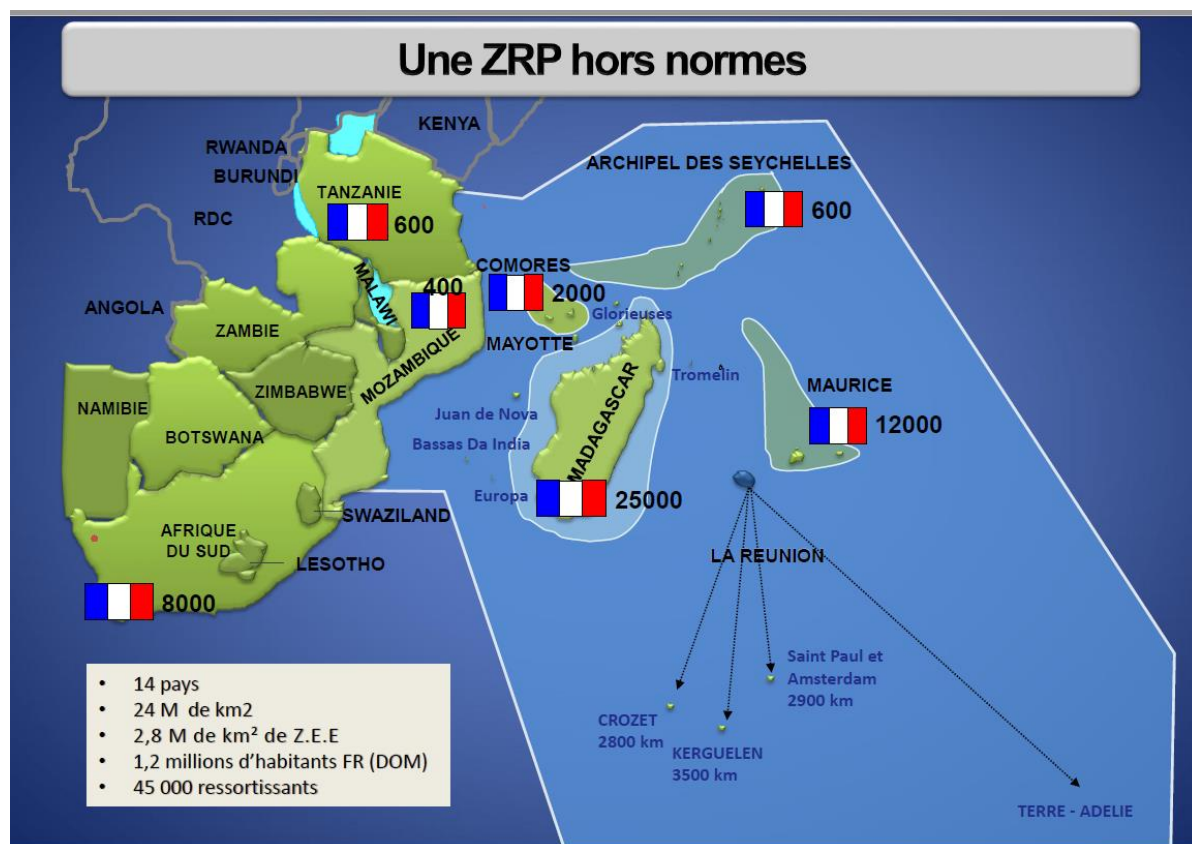 Une ZRP hors normes
KENYA
RWANDA
BURUNDI
TANZANIE
600
RDC
ARCHIPEL DES SEYCHELLES
600
COMORES
2000
MALAWI
400
ANGOLA
Glorieuses
ZAMBIE
MAYOTTE
MOZAMBIQUE
Tromelin
MAURICE
12000
ZIMBABWE
NAMIBIE
BOTSWANA
Juan de Nova
Bassas Da India
MADAGASCAR
Europa
25000
SWAZILAND
AFRIQUE
DU SUD
LESOTHO
LA REUNION
8000
Saint Paul et
Amsterdam
2900 km
CROZET
2800 km
KERGUELEN
3500 km
TERRE - ADELIE
• 14 pays
• 24 M de km2
• 2,8 M de km² de Z.E.E
• 1,2 millions d’habitants FR (DOM)
• 45 000 ressortissants